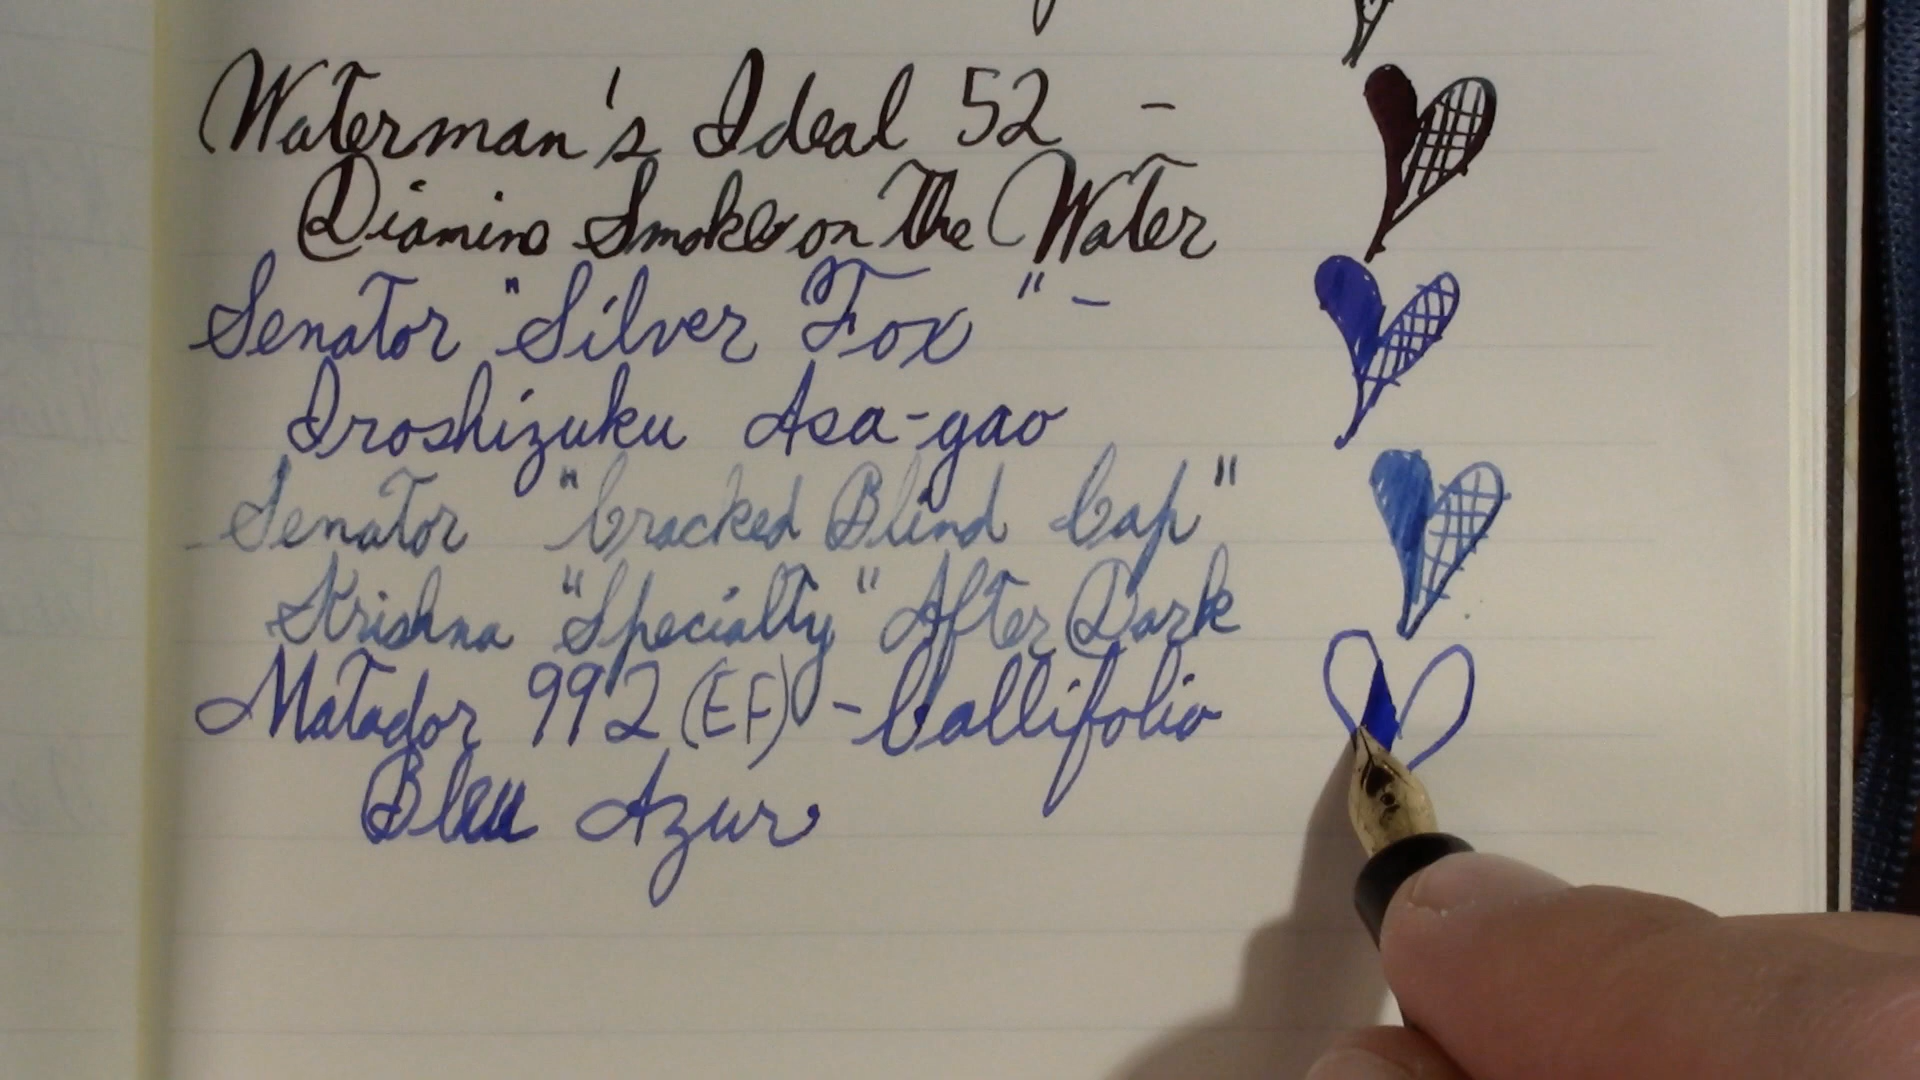 Waterman's Ideal 52 -
Diamine Smoke on The Water
Senator "Silver Fox" -
Iroshizuku Asa-gao
Senator "Cracked Blind Cap"
Krishna "Specialty" After Dark
Matador 992 (EF) - Callifolio
Bleu Azur